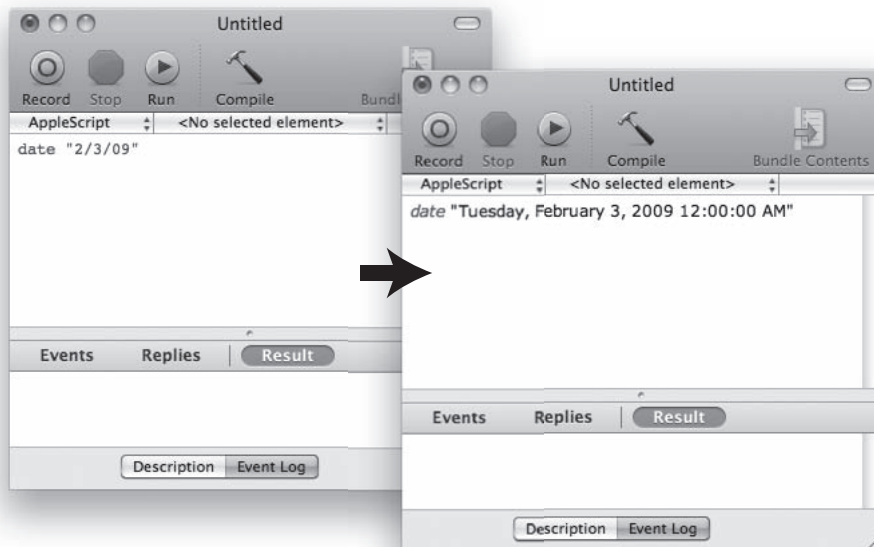 Untitled
Record Stop Run Compile Bundl
AppleScript <No selected element>
date "2/3/09"
Events Replies Result
Description Event Log
Untitled
Record Stop Run Compile Bundle Contents
AppleScript <No selected element>
date "Tuesday, February 3, 2009 12:00:00 AM"
Events Replies Result
Description Event Log